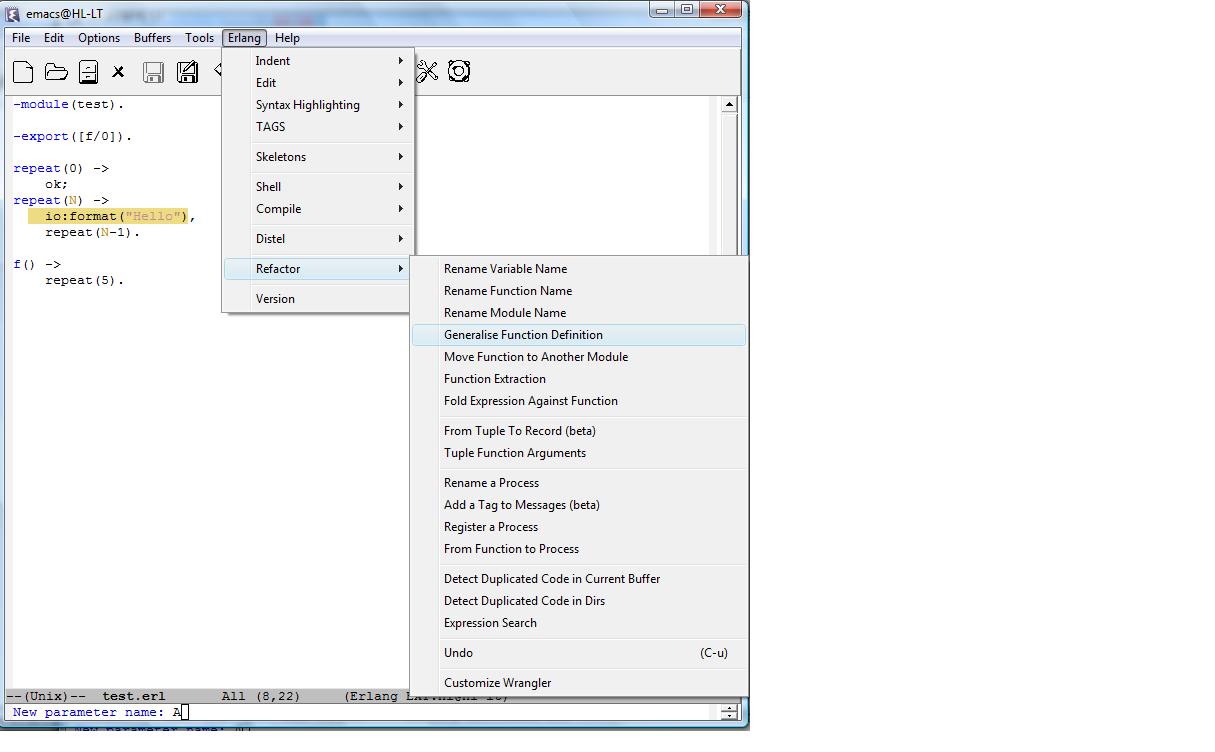 emacs@HL-LT
File Edit Options Buffers Tools Erlang Help
-module(test).
-export([f/0]).
repeat(0) ->
ok;
repeat(N) ->
io:format("Hello"),
repeat(N-1).
f() ->
repeat(5).
Indent
Edit
Syntax Highlighting
TAGS
Skeletons
Shell
Compile
Distel
Refactor
Version
Rename Variable Name
Rename Function Name
Rename Module Name
Generalise Function Definition
Move Function to Another Module
Function Extraction
Fold Expression Against Function
From Tuple To Record (beta)
Tuple Function Arguments
Rename a Process
Add a Tag to Messages (beta)
Register a Process
From Function to Process
Detect Duplicated Code in Current Buffer
Detect Duplicated Code in Dirs
Expression Search
Undo (C-u)
Customize Wrangler
--(Unix)-- test.erl All (8,22) (Erlang
New parameter name: A